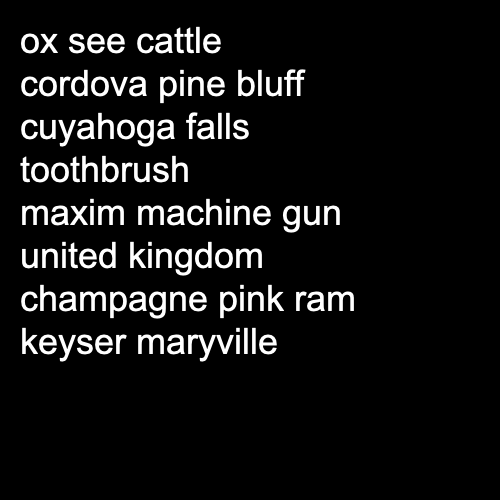 ox see cattle
cordova pine bluff
cuyahoga falls
toothbrush
maxim machine gun
united kingdom
champagne pink ram
keyser maryville